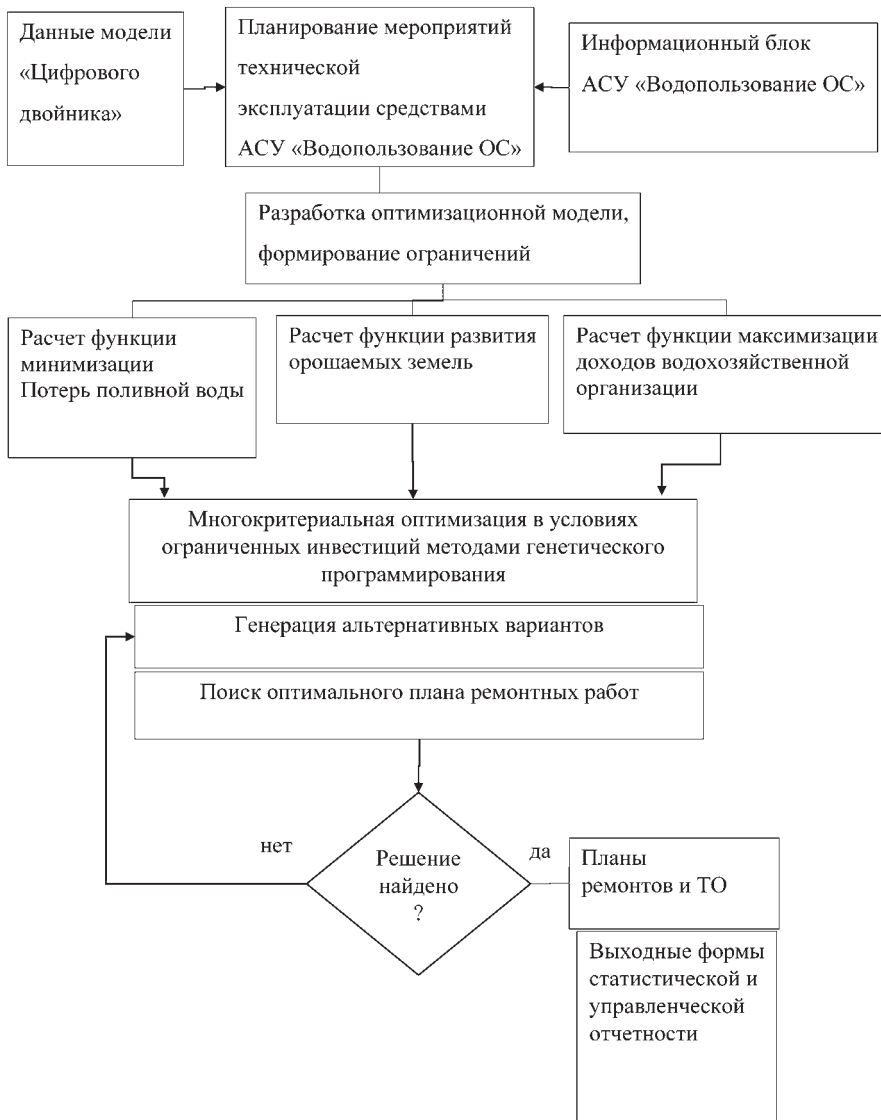 Данные модели
«Цифрового
двойника»
Планирование мероприятий
технической
эксплуатации средствами
АСУ «Водопользование ОС»
Информационный блок
АСУ «Водопользование ОС»
Разработка оптимизационной модели,
формирование ограничений
Расчет функции
минимизации
Потерь поливной воды
Расчет функции развития
орошаемых земель
Расчет функции максимизации
доходов водохозяйственной
организации
Многокритериальная оптимизация в условиях
ограниченных инвестиций методами генетического
программирования
Генерация альтернативных вариантов
Поиск оптимального плана ремонтных работ
нет
Решение
найдено
?
да
Планы
ремонтов и ТО
Выходные формы
статистической и
управленческой
отчетности